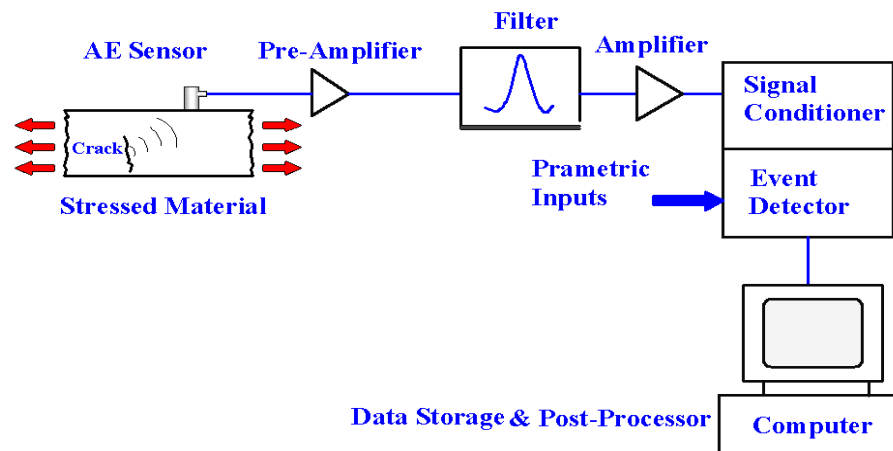 Filter
AE Sensor
Pre-Amplifier
Amplifier
Signal
Conditioner
Crack
Prametric
Inputs
Event
Detector
Stressed Material
Data Storage & Post-Processor
Computer